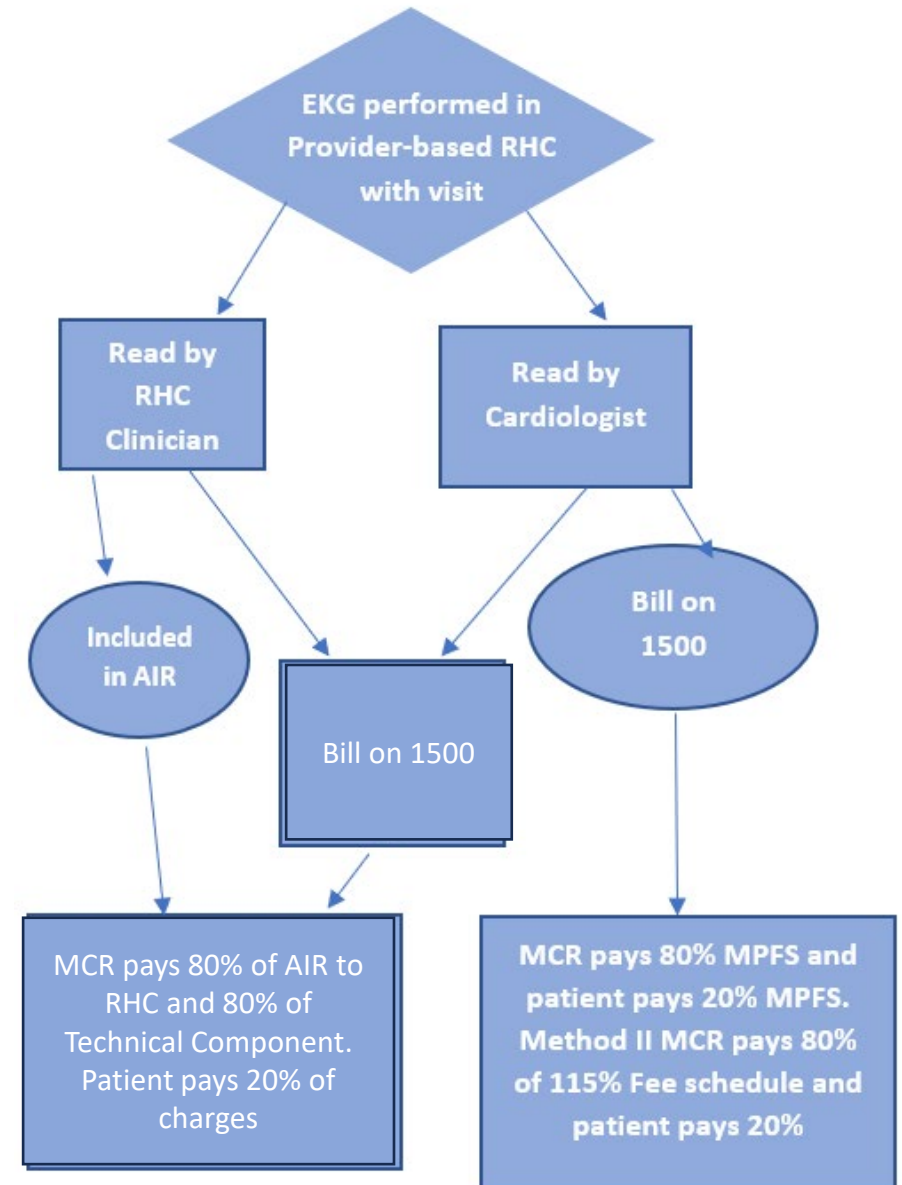 EKG performed in
Provider-based RHC
with visit
Read by
RHC
Clinician
Read by
Cardiologist
Included
in AIR
Bill on 1500
Bill on
1500
MCR pays 80% of AIR to
RHC and 80% of
Technical Component.
Patient pays 20% of
charges
MCR pays 80% MPFS and
patient pays 20% MPFS.
Method II MCR pays 80%
of 115% Fee schedule and
patient pays 20%